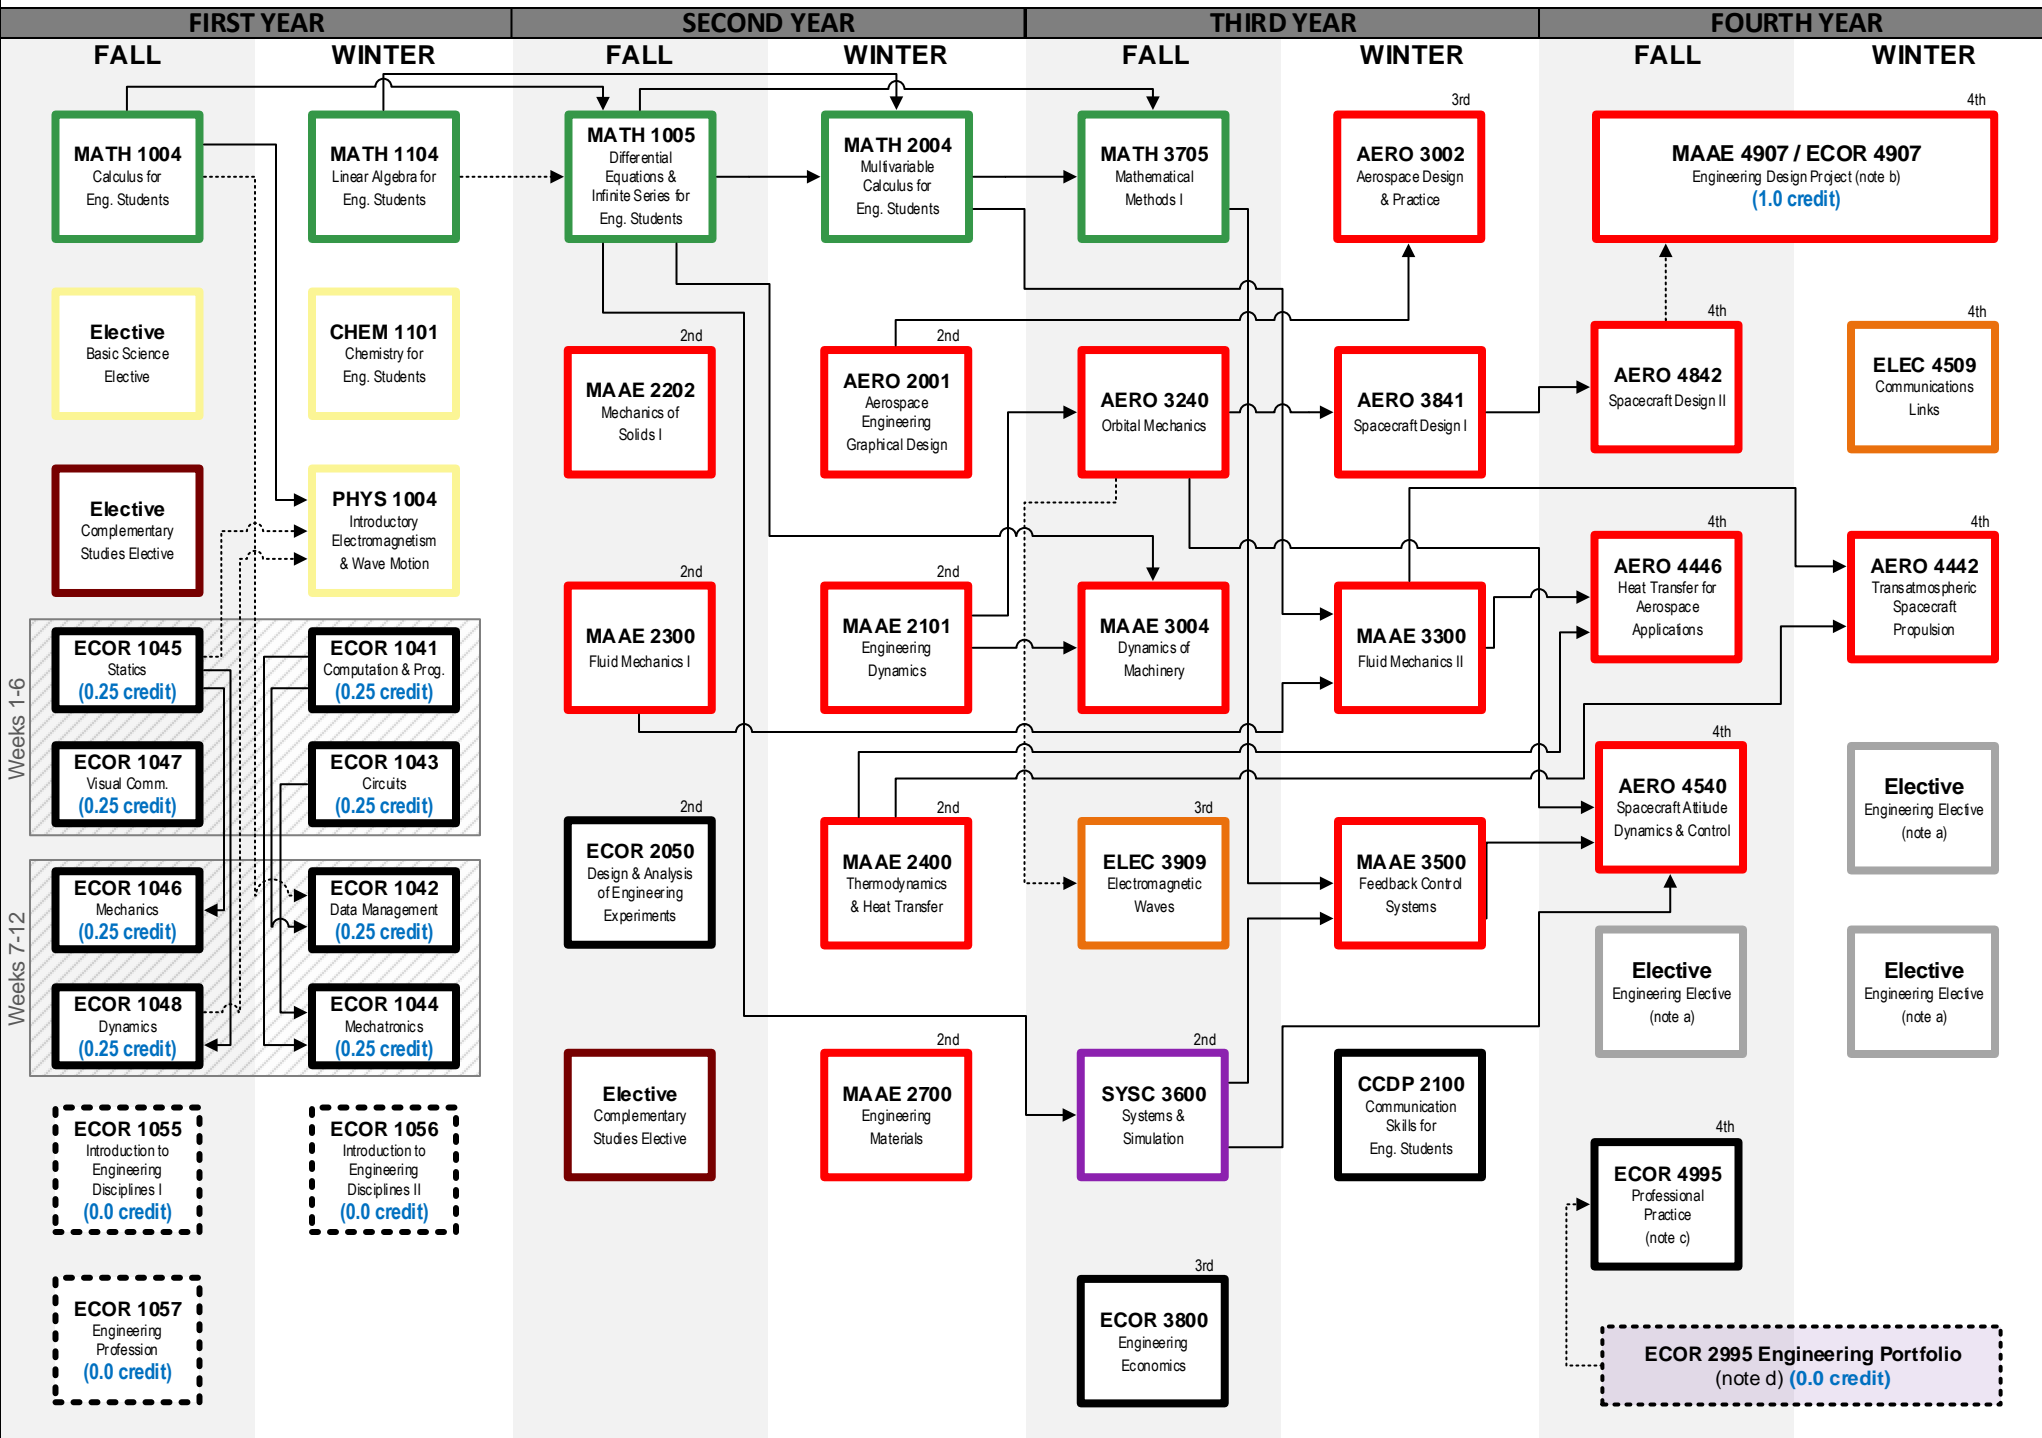 FIRST YEAR
SECOND YEAR
THIRD YEAR
FOURTH YEAR
FALL
WINTER
FALL
WINTER
FALL
WINTER
FALL
WINTER
MATH 1004
Calculus for
Eng. Students
Elective
Basic Science
Elective
Elective
Complementary
Studies Elective
Weeks 1-6
ECOR 1045
Statics
(0.25 credit)
ECOR 1047
Visual Comm.
(0.25 credit)
Weeks 7-12
ECOR 1046
Mechanics
(0.25 credit)
ECOR 1048
Dynamics
(0.25 credit)
ECOR 1055
Introduction to
Engineering
Disciplines I
(0.0 credit)
ECOR 1057
Engineering
Profession
(0.0 credit)
MATH 1104
Linear Algebra for
Eng. Students
CHEM 1101
Chemistry for
Eng. Students
PHYS 1004
Introductory
Electromagnetism
& Wave Motion
ECOR 1041
Computation & Prog.
(0.25 credit)
ECOR 1043
Circuits
(0.25 credit)
ECOR 1042
Data Management
(0.25 credit)
ECOR 1044
Mechatronics
(0.25 credit)
ECOR 1056
Introduction to
Engineering
Disciplines II
(0.0 credit)
MATH 1005
Differential
Equations &
Infinite Series for
Eng. Students
2nd
MAAE 2202
Mechanics of
Solids I
2nd
MAAE 2300
Fluid Mechanics I
2nd
ECOR 2050
Design & Analysis
of Engineering
Experiments
Elective
Complementary
Studies Elective
MATH 2004
Multivariable
Calculus for
Eng. Students
2nd
AERO 2001
Aerospace
Engineering
Graphical Design
2nd
MAAE 2101
Engineering
Dynamics
2nd
MAAE 2400
Thermodynamics
& Heat Transfer
2nd
MAAE 2700
Engineering
Materials
MATH 3705
Mathematical
Methods I
AERO 3240
Orbital Mechanics
MAAE 3004
Dynamics of
Machinery
3rd
ELEC 3909
Electromagnetic
Waves
2nd
SYSC 3600
Systems &
Simulation
3rd
ECOR 3800
Engineering
Economics
3rd
AERO 3002
Aerospace Design
& Practice
AERO 3841
Spacecraft Design I
MAAE 3300
Fluid Mechanics II
MAAE 3500
Feedback Control
Systems
CCDP 2100
Communication
Skills for
Eng. Students
4th
MAAE 4907 / ECOR 4907
Engineering Design Project (note b)
(1.0 credit)
4th
AERO 4842
Spacecraft Design II
4th
AERO 4446
Heat Transfer for
Aerospace
Applications
4th
AERO 4540
Spacecraft Attitude
Dynamics & Control
Elective
Engineering Elective
(note a)
4th
ECOR 4995
Professional
Practice
(note c)
4th
ELEC 4509
Communications
Links
4th
AERO 4442
Transatmospheric
Spacecraft
Propulsion
Elective
Engineering Elective
(note a)
Elective
Engineering Elective
(note a)
ECOR 2995 Engineering Portfolio
(note d) (0.0 credit)